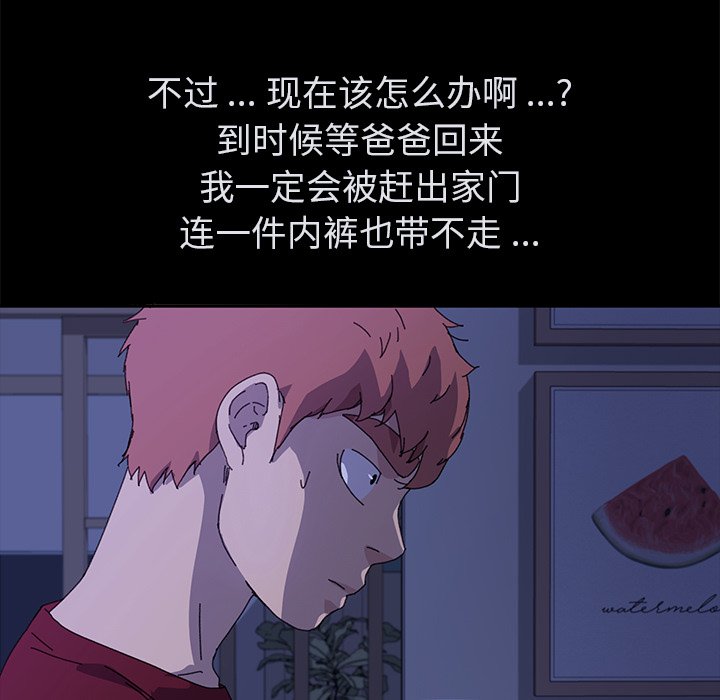 不过 ... 现在该怎么办啊 ...?
到时候等爸爸回来
我一定会被赶出家门
连一件内裤也带不走 ...
watermelo